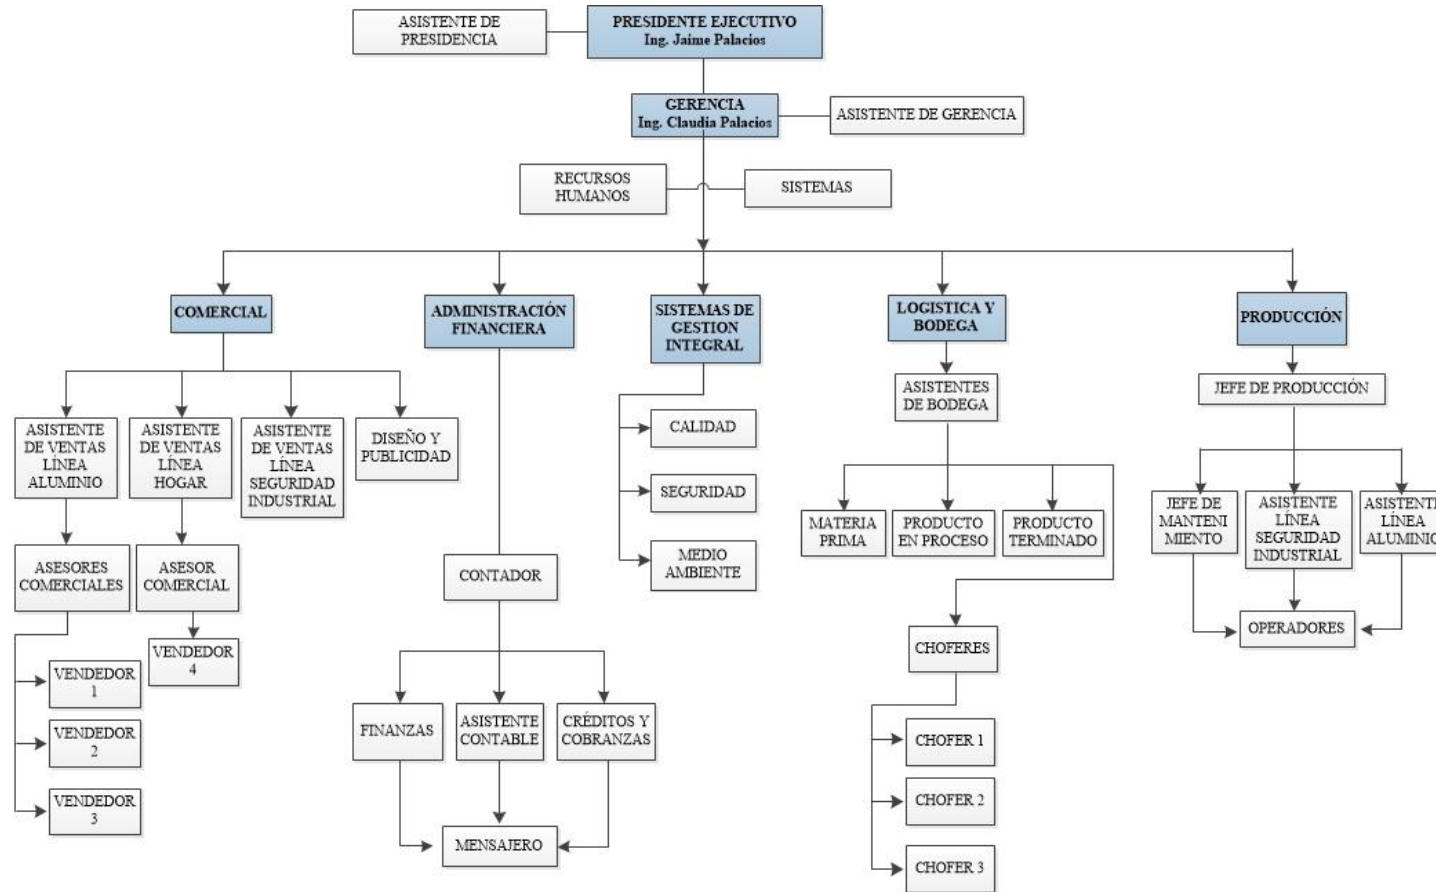 ASISTENTE DE
PRESIDENCIA
PRESIDENTE EJECUTIVO
Ing. Jaime Palacios
GERENCIA
Ing. Claudia Palacios
ASISTENTE DE GERENCIA
RECURSOS
HUMANOS
SISTEMAS
COMERCIAL
ADMINISTRACIÓN
FINANCIERA
SISTEMAS DE
GESTION
INTEGRAL
LOGISTICA Y
BODEGA
PRODUCCIÓN
ASISTENTE
DE VENTAS
LÍNEA
ALUMINIO
ASISTENTE
DE VENTAS
LÍNEA
HOGAR
ASISTENTE
DE VENTAS
LÍNEA
SEGURIDAD
INDUSTRIAL
DISEÑO Y
PUBLICIDAD
ASESORES
COMERCIALES
ASESOR
COMERCIAL
VENDEDOR
1
VENDEDOR
2
VENDEDOR
3
VENDEDOR
4
CONTADOR
FINANZAS
ASISTENTE
CONTABLE
CRÉDITOS Y
COBRANZAS
MENSAJERO
CALIDAD
SEGURIDAD
MEDIO
AMBIENTE
ASISTENTES
DE BODEGA
MATERIA
PRIMA
PRODUCTO
EN PROCESO
PRODUCTO
TERMINADO
CHOFERES
CHOFER 1
CHOFER 2
CHOFER 3
JEFE DE PRODUCCIÓN
JEFE DE
MANTENI
MIENTO
ASISTENTE
LÍNEA
SEGURIDAD
INDUSTRIAL
ASISTENTE
LÍNEA
ALUMINIO
OPERADORES